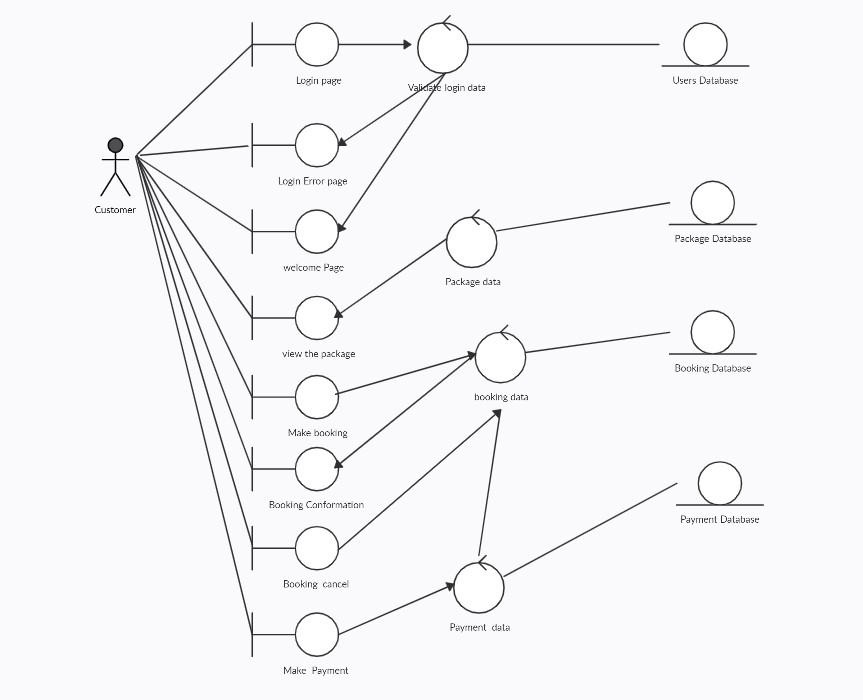 Login page
Validate login data
Users Database
Login Error page
Customer
welcome Page
Package Database
Package data
view the package
Booking Database
booking data
Make booking
Booking Conformation
Payment Database
Booking cancel
Payment data
Make Payment